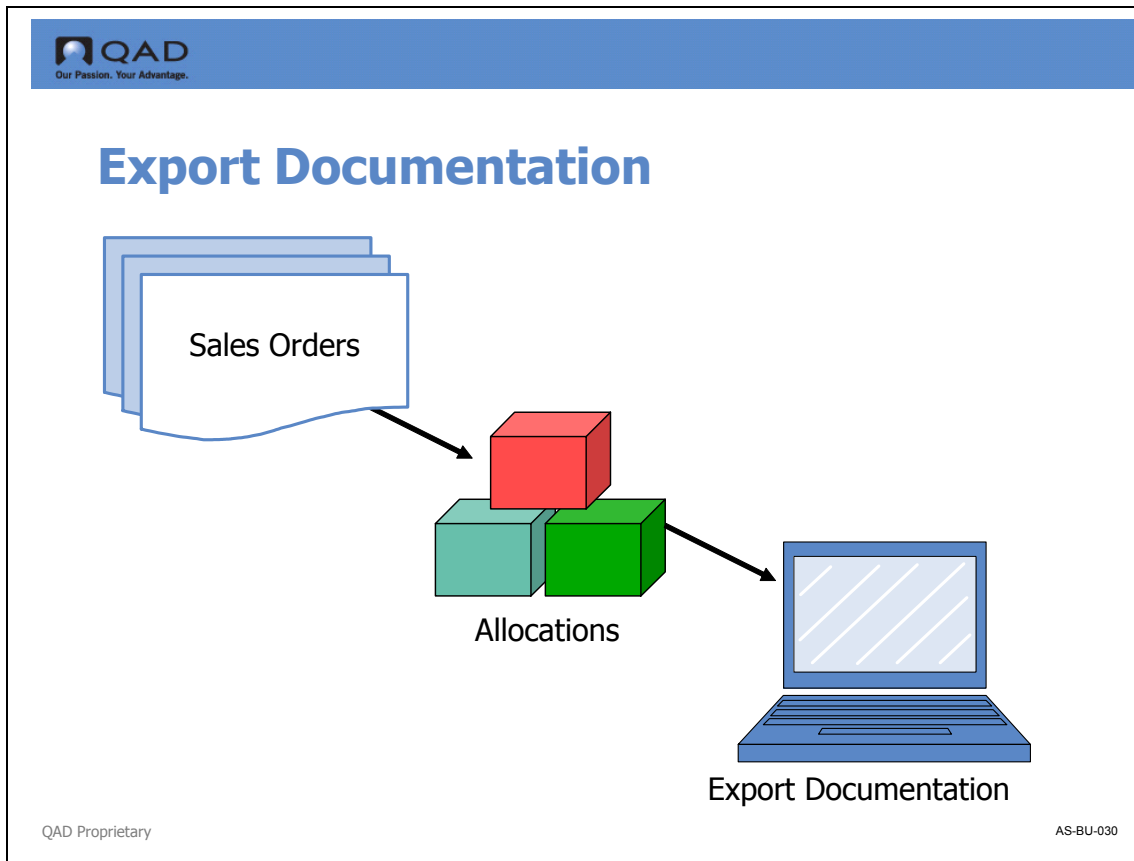 QAD
Our Passion. Your Advantage.
Export Documentation
Sales Orders
Allocations
Export Documentation
QAD Proprietary
AS-BU-030